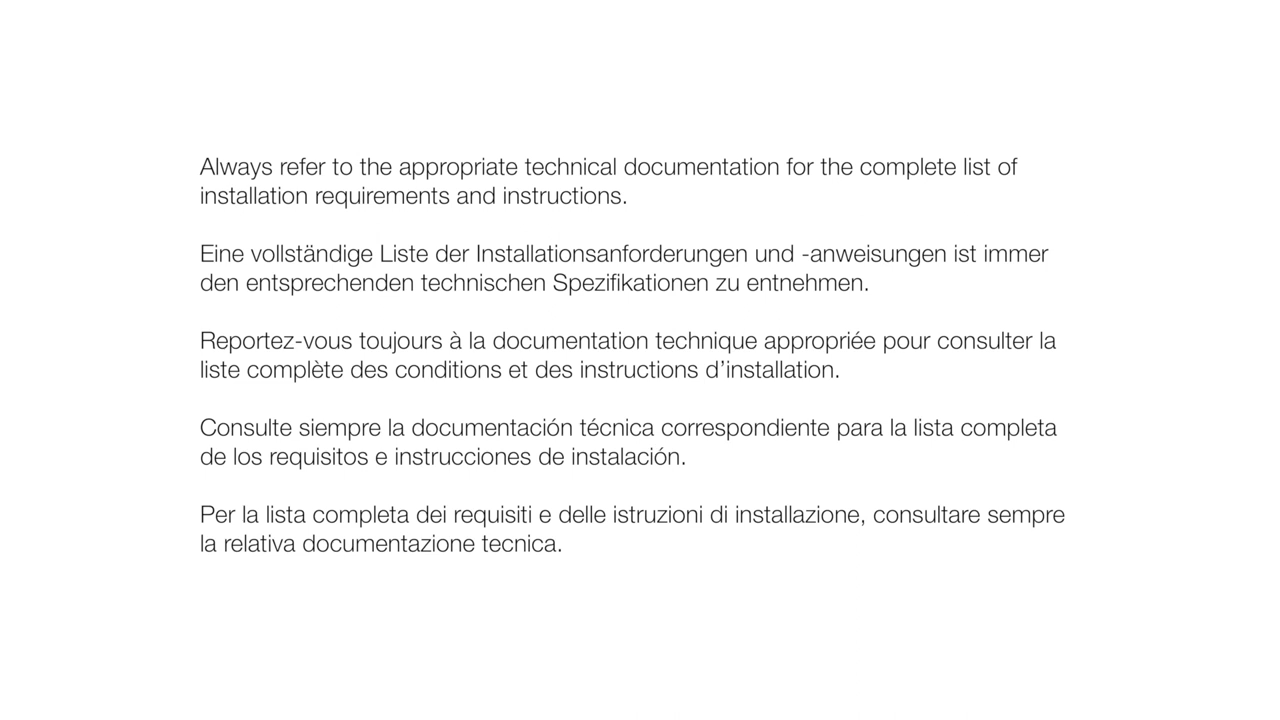 Always refer to the appropriate technical documentation for the complete list of
installation requirements and instructions.
Eine vollständige Liste der Installationsanforderungen und -anweisungen ist immer
den entsprechenden technischen Spezifikationen zu entnehmen.
Reportez-vous toujours à la documentation technique appropriée pour consulter la
liste complète des conditions et des instructions d’installation.
Consulte siempre la documentación técnica correspondiente para la lista completa
de los requisitos e instrucciones de instalación.
Per la lista completa dei requisiti e delle istruzioni di installazione, consultare sempre
la relativa documentazione tecnica.